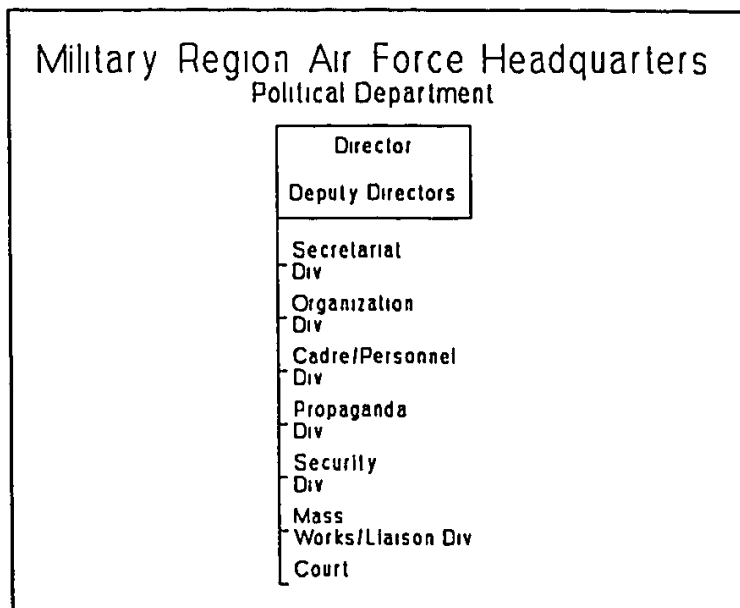 Military Region Air Force Headquarters
Political Department
Director
Deputy Directors
Secretariat
Div
Organization
Div
Cadre/Personnel
Div
Propaganda
Div
Security
Div
Mass
Works/Liaison Div
Court